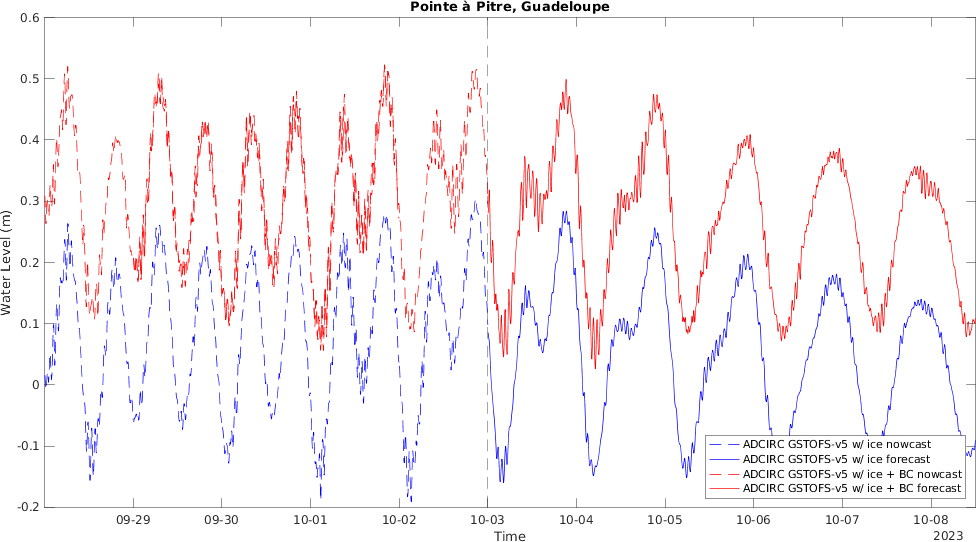 Pointe à Pitre, Guadeloupe
0.6
0.5
0.4
0.3
0.2
0.1
0
-0.1
-0.2
Water Level (m)
ADCIRC GSTOFS-v5 w/ ice nowcast
ADCIRC GSTOFS-v5 w/ ice forecast
ADCIRC GSTOFS-v5 w/ ice + BC nowcast
ADCIRC GSTOFS-v5 w/ ice + BC forecast
09-29 09-30 10-01 10-02 10-03 10-04 10-05 10-06 10-07 10-08
2023
Time